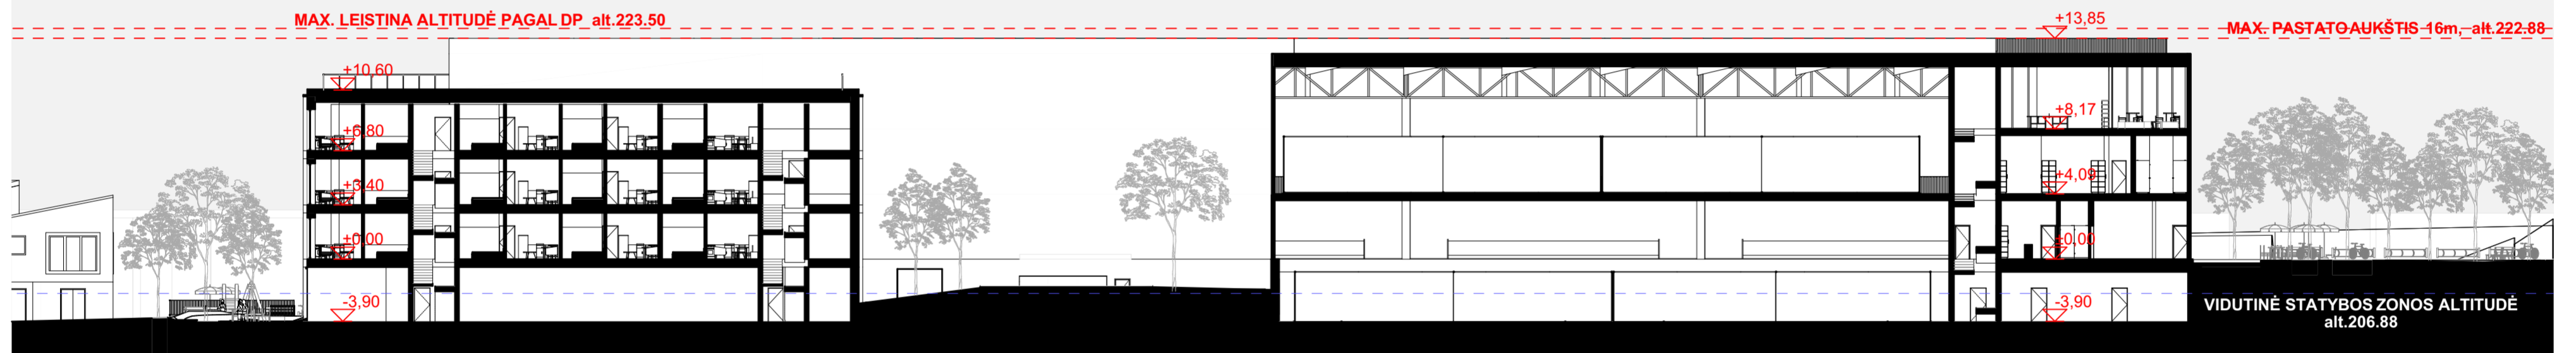 MAX. LEISTINA ALTITUDĖ PAGAL DP alt.223.50
+13,85
MAX. PASTATO AUKŠTIS 16m, alt.222.88
+10,60
+8,17
+6,80
+4,09
+3,40
±0,00
±0,00
-3,90
-3,90
VIDUTINĖ STATYBOS ZONOS ALTITUDĖ
alt.206.88